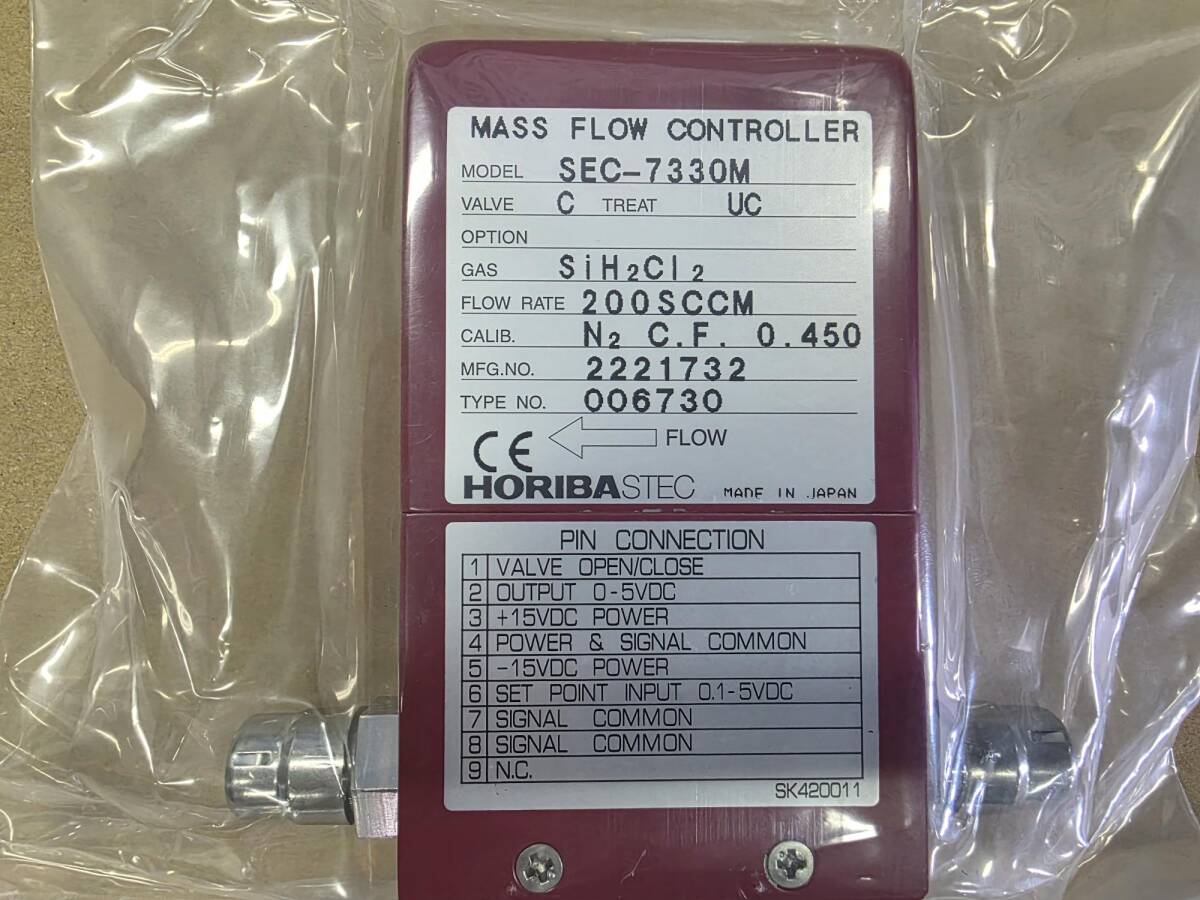 MASS FLOW CONTROLLER
MODEL SEC-7330M
VALVE C TREAT UC
OPTION
GAS SiH₂Cl₂
FLOW RATE 200SCCM
CALIB. N₂ C.F. 0.450
MFG.NO. 2221732
TYPE NO. 006730
CE FLOW
HORIBASTEC MADE IN JAPAN
PIN CONNECTION
1 VALVE OPEN/CLOSE
2 OUTPUT 0-5VDC
3 +15VDC POWER
4 POWER & SIGNAL COMMON
5 -15VDC POWER
6 SET POINT INPUT 0.1-5VDC
7 SIGNAL COMMON
8 SIGNAL COMMON
9 N.C.
SK420011